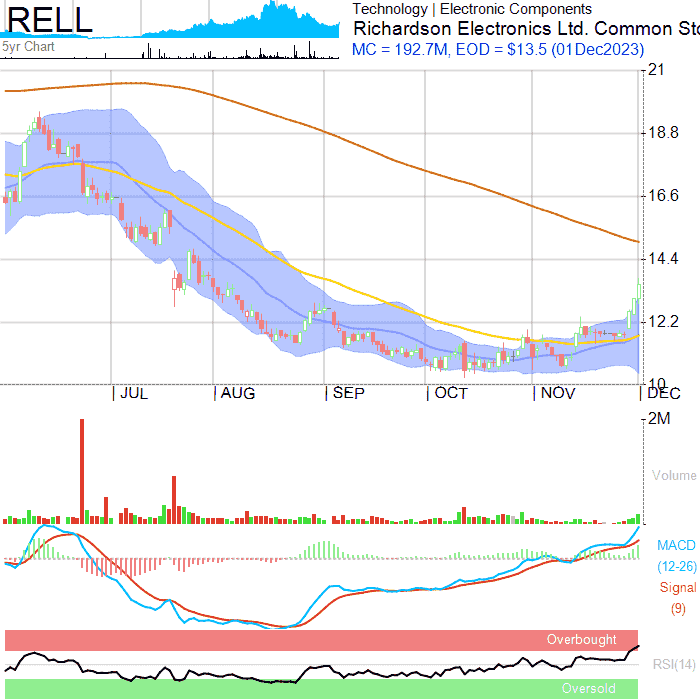 RELL
5yr Chart
Technology | Electronic Components
Richardson Electronics Ltd. Common Sto
MC = 192.7M, EOD = $13.5 (01Dec2023)
21
18.8
16.6
14.4
12.2
10
JUL
AUG
SEP
OCT
NOV
DEC
2M
Volume
MACD
(12-26)
Signal
(9)
Overbought
RSI(14)
Oversold